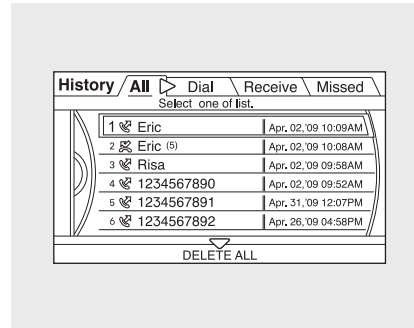 History All Dial Receive Missed
Select one of list.
1 Eric Apr. 02,'09 10:09AM
2 Eric (5) Apr. 02,'09 10:08AM
3 Risa Apr. 02,'09 09:58AM
4 1234567890 Apr. 02,'09 09:52AM
5 1234567891 Apr. 31,'09 12:07PM
6 1234567892 Apr. 26,'09 04:58PM
DELETE ALL